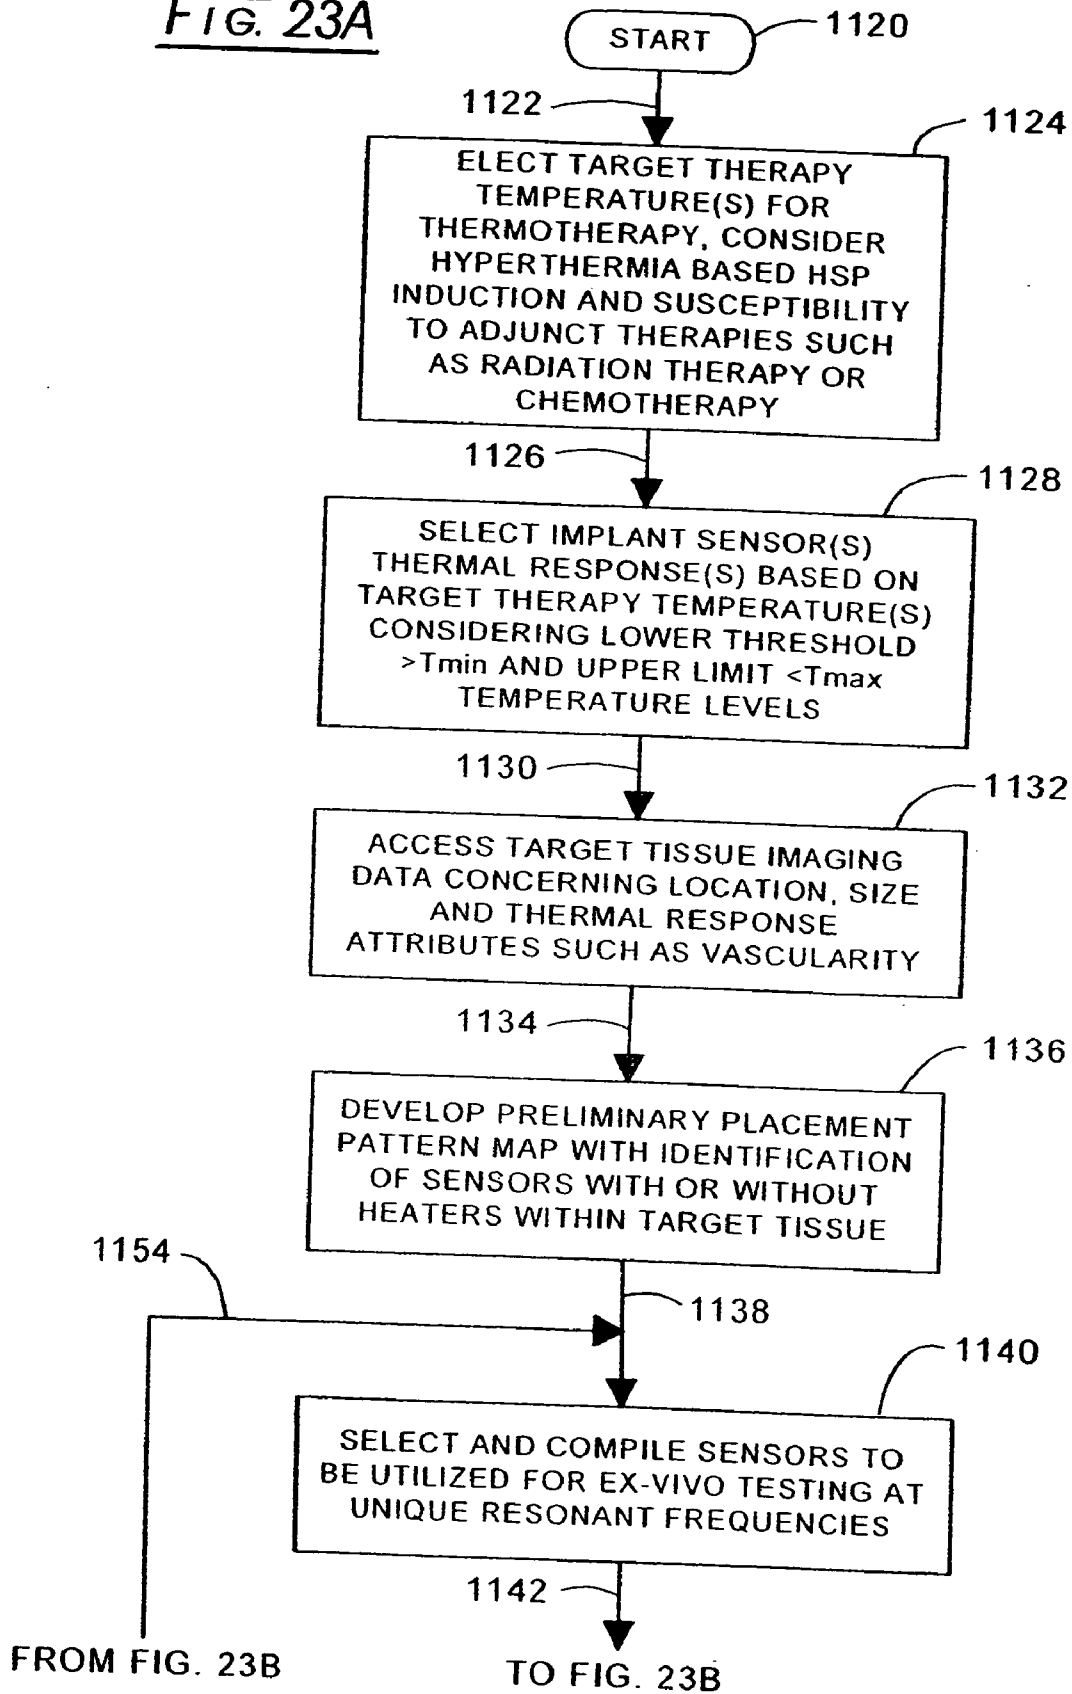 FIG. 23A
START
1120
1122
1124
ELECT TARGET THERAPY
TEMPERATURE(S) FOR
THERMOTHERAPY, CONSIDER
HYPERTHERMIA BASED HSP
INDUCTION AND SUSCEPTIBILITY
TO ADJUNCT THERAPIES SUCH
AS RADIATION THERAPY OR
CHEMOTHERAPY
1126
1128
SELECT IMPLANT SENSOR(S)
THERMAL RESPONSE(S) BASED ON
TARGET THERAPY TEMPERATURE(S)
CONSIDERING LOWER THRESHOLD
>Tmin AND UPPER LIMIT <Tmax
TEMPERATURE LEVELS
1130
1132
ACCESS TARGET TISSUE IMAGING
DATA CONCERNING LOCATION, SIZE
AND THERMAL RESPONSE
ATTRIBUTES SUCH AS VASCULARITY
1134
1136
DEVELOP PRELIMINARY PLACEMENT
PATTERN MAP WITH IDENTIFICATION
OF SENSORS WITH OR WITHOUT
HEATERS WITHIN TARGET TISSUE
1154
1138
1140
SELECT AND COMPILE SENSORS TO
BE UTILIZED FOR EX-VIVO TESTING AT
UNIQUE RESONANT FREQUENCIES
1142
FROM FIG. 23B
TO FIG. 23B